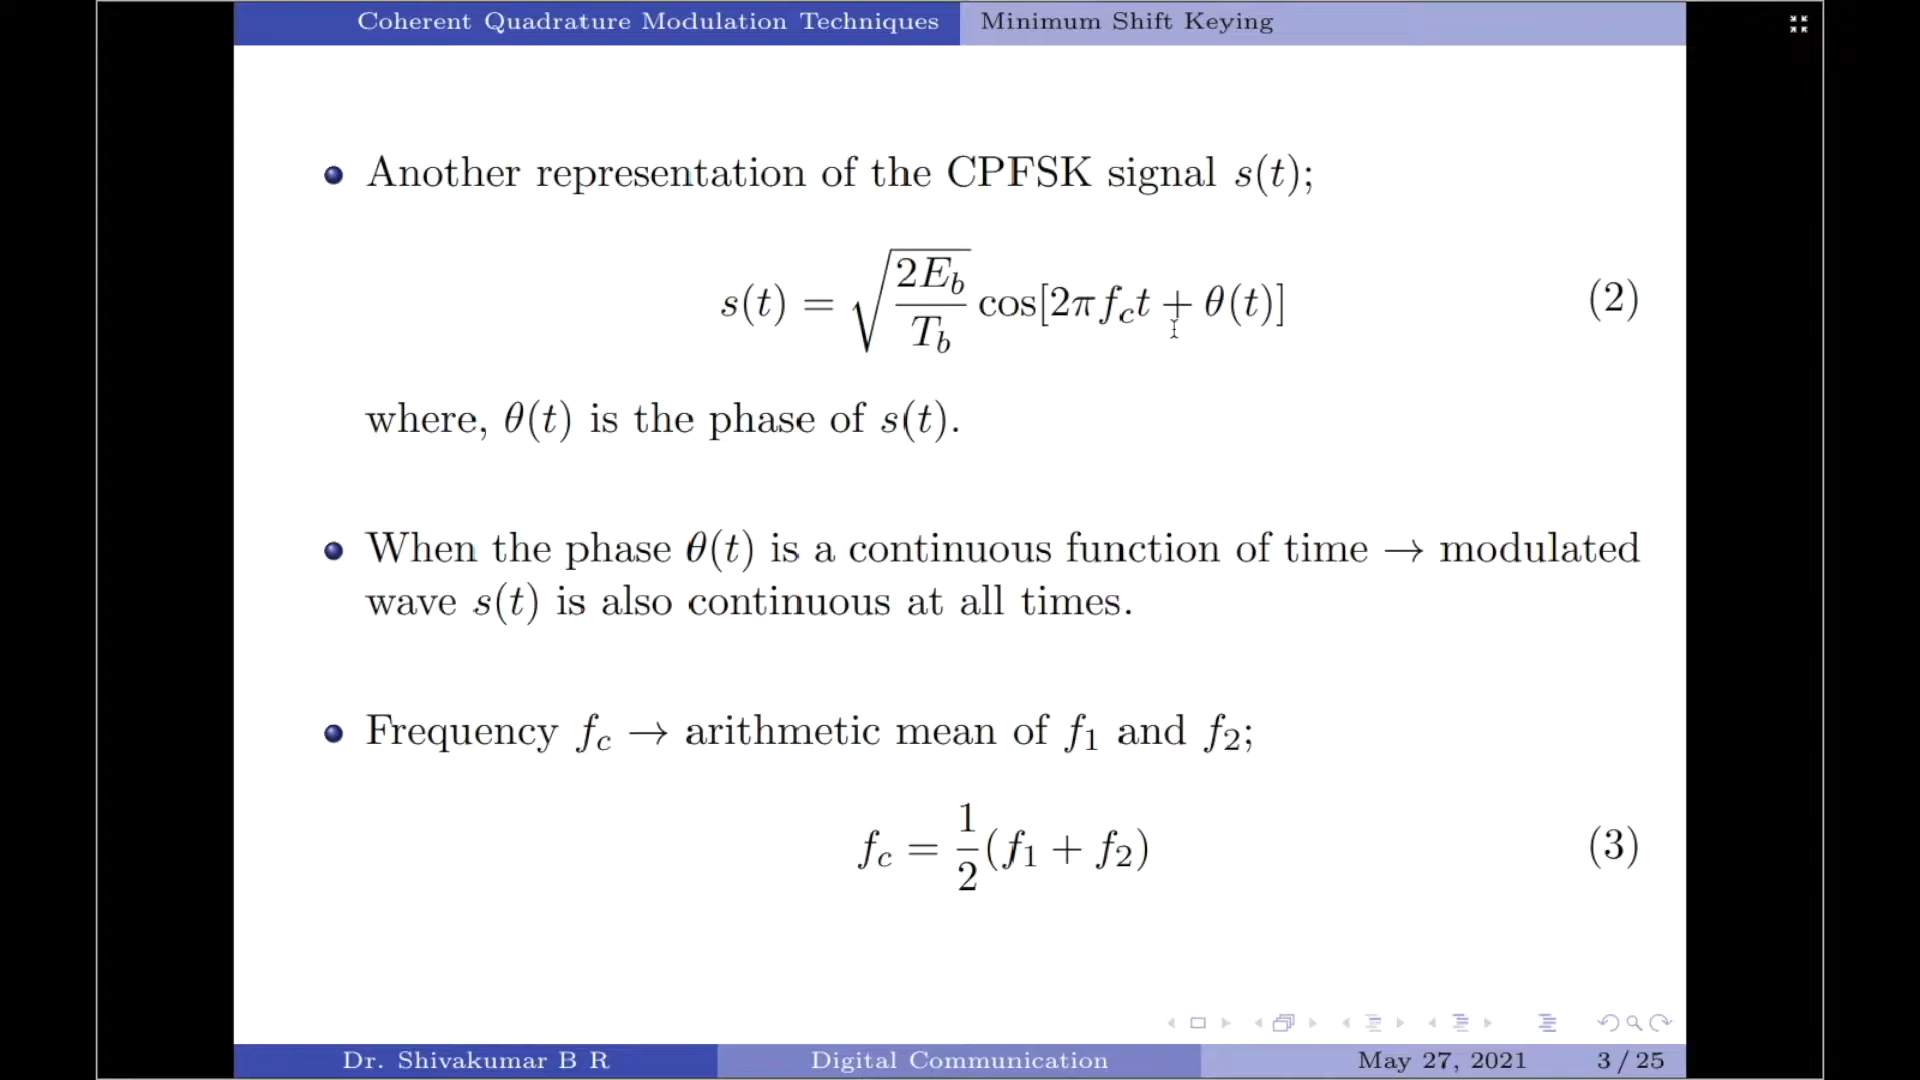 Coherent Quadrature Modulation Techniques Minimum Shift Keying
Another representation of the CPFSK signal s(t);
s(t) = √(2E_b/T_b) cos[2πf_ct + θ(t)] (2)
where, θ(t) is the phase of s(t).
When the phase θ(t) is a continuous function of time → modulated
wave s(t) is also continuous at all times.
Frequency f_c → arithmetic mean of f_1 and f_2;
f_c = 1/2(f_1 + f_2) (3)
Dr. Shivakumar B R Digital Communication May 27, 2021 3 / 25